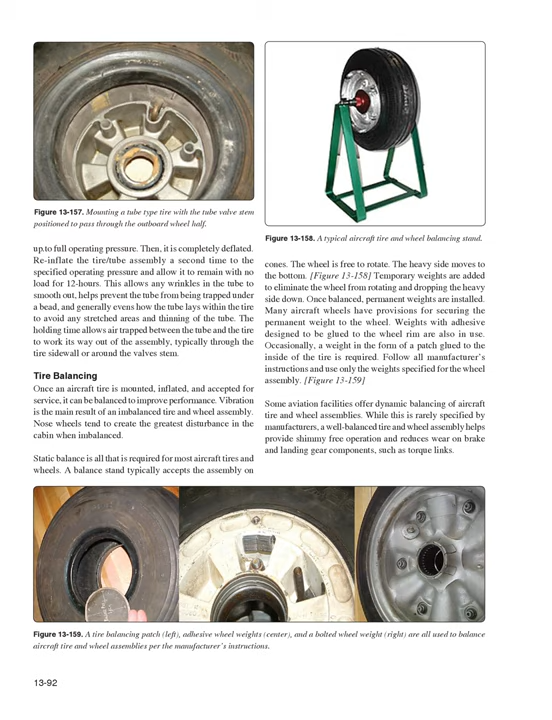 Figure 13-157. Mounting a tube type tire with the tube valve stem
positioned to pass through the outboard wheel half.
Figure 13-158. A typical aircraft tire and wheel balancing stand.
up to full operating pressure. Then, it is completely deflated.
Re-inflate the tire/tube assembly a second time to the
specified operating pressure and allow it to remain with no
load for 12-hours. This allows any wrinkles in the tube to
smooth out, helps prevent the tube from being trapped under
a bead, and generally evens how the tube lays within the tire
to avoid any stretched areas and thinning of the tube. The
holding time allows air trapped between the tube and the tire
to work its way out of the assembly, typically through the
tire sidewall or around the valves stem.
Tire Balancing
Once an aircraft tire is mounted, inflated, and accepted for
service, it can be balanced to improve performance. Vibration
is the main result of an imbalanced tire and wheel assembly.
Nose wheels tend to create the greatest disturbance in the
cabin when imbalanced.
Static balance is all that is required for most aircraft tires and
wheels. A balance stand typically accepts the assembly on
cones. The wheel is free to rotate. The heavy side moves to
the bottom. [Figure 13-158] Temporary weights are added
to eliminate the wheel from rotating and dropping the heavy
side down. Once balanced, permanent weights are installed.
Many aircraft wheels have provisions for securing the
permanent weight to the wheel. Weights with adhesive
designed to be glued to the wheel rim are also in use.
Occasionally, a weight in the form of a patch glued to the
inside of the tire is required. Follow all manufacturer's
instructions and use only the weights specified for the wheel
assembly. [Figure 13-159]
Some aviation facilities offer dynamic balancing of aircraft
tire and wheel assemblies. While this is rarely specified by
manufacturers, a well-balanced tire and wheel assembly helps
provide shimmy free operation and reduces wear on brake
and landing gear components, such as torque links.
Figure 13-159. A tire balancing patch (left), adhesive wheel weights (center), and a bolted wheel weight (right) are all used to balance
aircraft tire and wheel assemblies per the manufacturer's instructions.
13-92